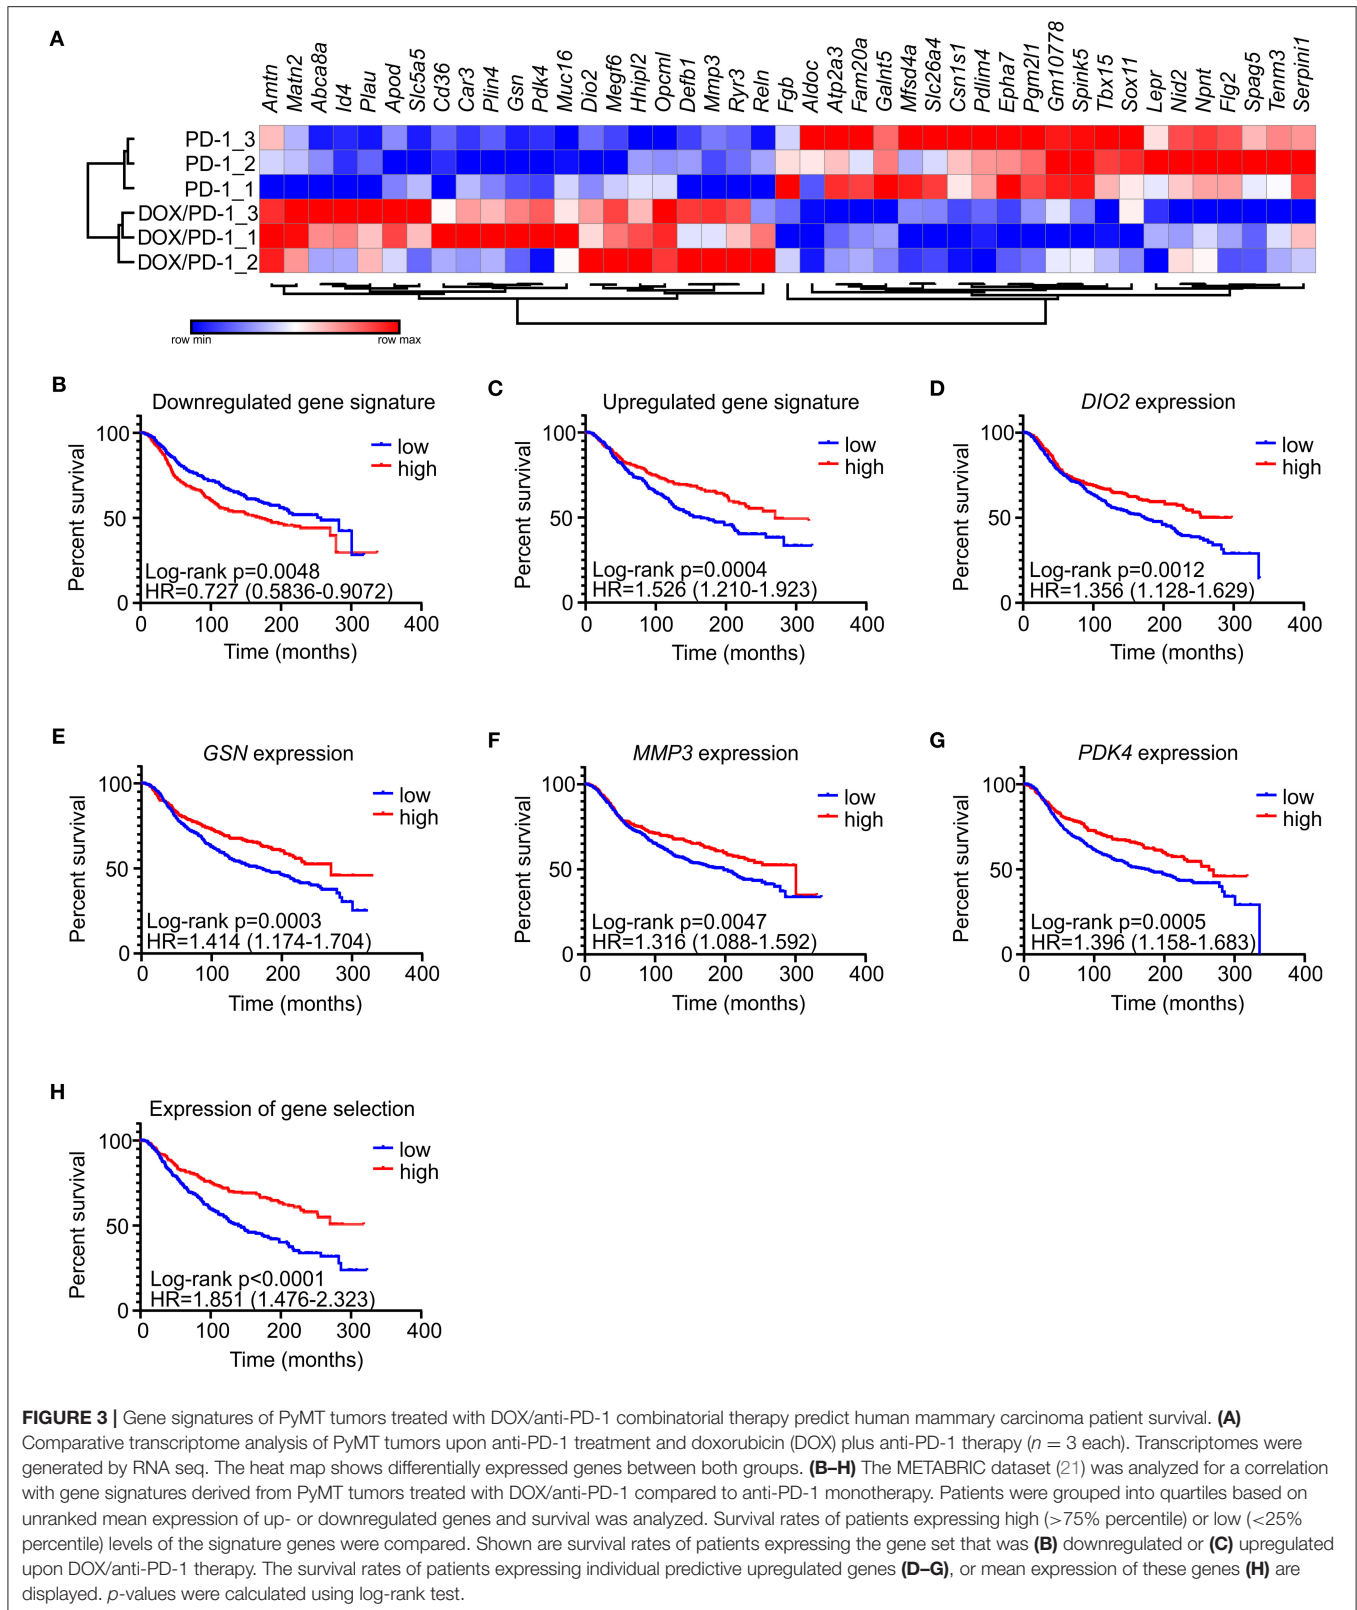 A
Amtn Matn2 Abca8a Id4 Plau Apod Slc5a5 Cd36 Car3 Plin4 Gsn Pdk4 Muc16 Dio2 Megf6 Hhipl2 Opcml Defb1 Mmp3 Ryr3 Reln Fgb Aldoc Atp2a3 Fam20a Galnt5 Mfsd4a Slc26a4 Csn1s1 Pdlim4 Epha7 Pgm2l1 Gm10778 Spink5 Tbx15 Sox11 Lepr Nid2 Npnt Fig2 Spag5 Tenm3 Serpini1
PD-1_3
PD-1_2
PD-1_1
DOX/PD-1_3
DOX/PD-1_1
DOX/PD-1_2
row min row max
B
Downregulated gene signature
low
high
Percent survival
100
50
0
Log-rank p=0.0048
HR=0.727 (0.5836-0.9072)
0 100 200 300 400
Time (months)
C
Upregulated gene signature
low
high
Percent survival
100
50
0
Log-rank p=0.0004
HR=1.526 (1.210-1.923)
0 100 200 300 400
Time (months)
D
DIO2 expression
low
high
Percent survival
100
50
0
Log-rank p=0.0012
HR=1.356 (1.128-1.629)
0 100 200 300 400
Time (months)
E
GSN expression
low
high
Percent survival
100
50
0
Log-rank p=0.0003
HR=1.414 (1.174-1.704)
0 100 200 300 400
Time (months)
F
MMP3 expression
low
high
Percent survival
100
50
0
Log-rank p=0.0047
HR=1.316 (1.088-1.592)
0 100 200 300 400
Time (months)
G
PDK4 expression
low
high
Percent survival
100
50
0
Log-rank p=0.0005
HR=1.396 (1.158-1.683)
0 100 200 300 400
Time (months)
H
Expression of gene selection
low
high
Percent survival
100
50
0
Log-rank p<0.0001
HR=1.851 (1.476-2.323)
0 100 200 300 400
Time (months)
FIGURE 3 | Gene signatures of PyMT tumors treated with DOX/anti-PD-1 combinatorial therapy predict human mammary carcinoma patient survival. (A)
Comparative transcriptome analysis of PyMT tumors upon anti-PD-1 treatment and doxorubicin (DOX) plus anti-PD-1 therapy (n = 3 each). Transcriptomes were
generated by RNA seq. The heat map shows differentially expressed genes between both groups. (B–H) The METABRIC dataset (21) was analyzed for a correlation
with gene signatures derived from PyMT tumors treated with DOX/anti-PD-1 compared to anti-PD-1 monotherapy. Patients were grouped into quartiles based on
unranked mean expression of up- or downregulated genes and survival was analyzed. Survival rates of patients expressing high (>75% percentile) or low (<25%
percentile) levels of the signature genes were compared. Shown are survival rates of patients expressing the gene set that was (B) downregulated or (C) upregulated
upon DOX/anti-PD-1 therapy. The survival rates of patients expressing individual predictive upregulated genes (D–G), or mean expression of these genes (H) are
displayed. p-values were calculated using log-rank test.